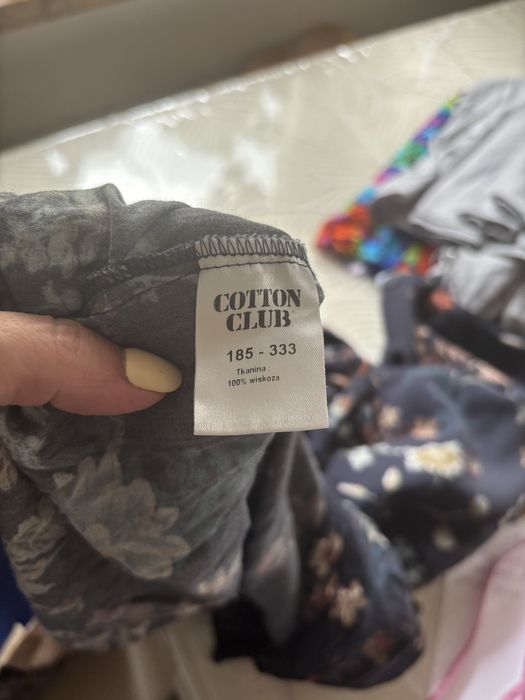 COTTON
CLUB
185 - 333
Tkanina
100% wiskoza